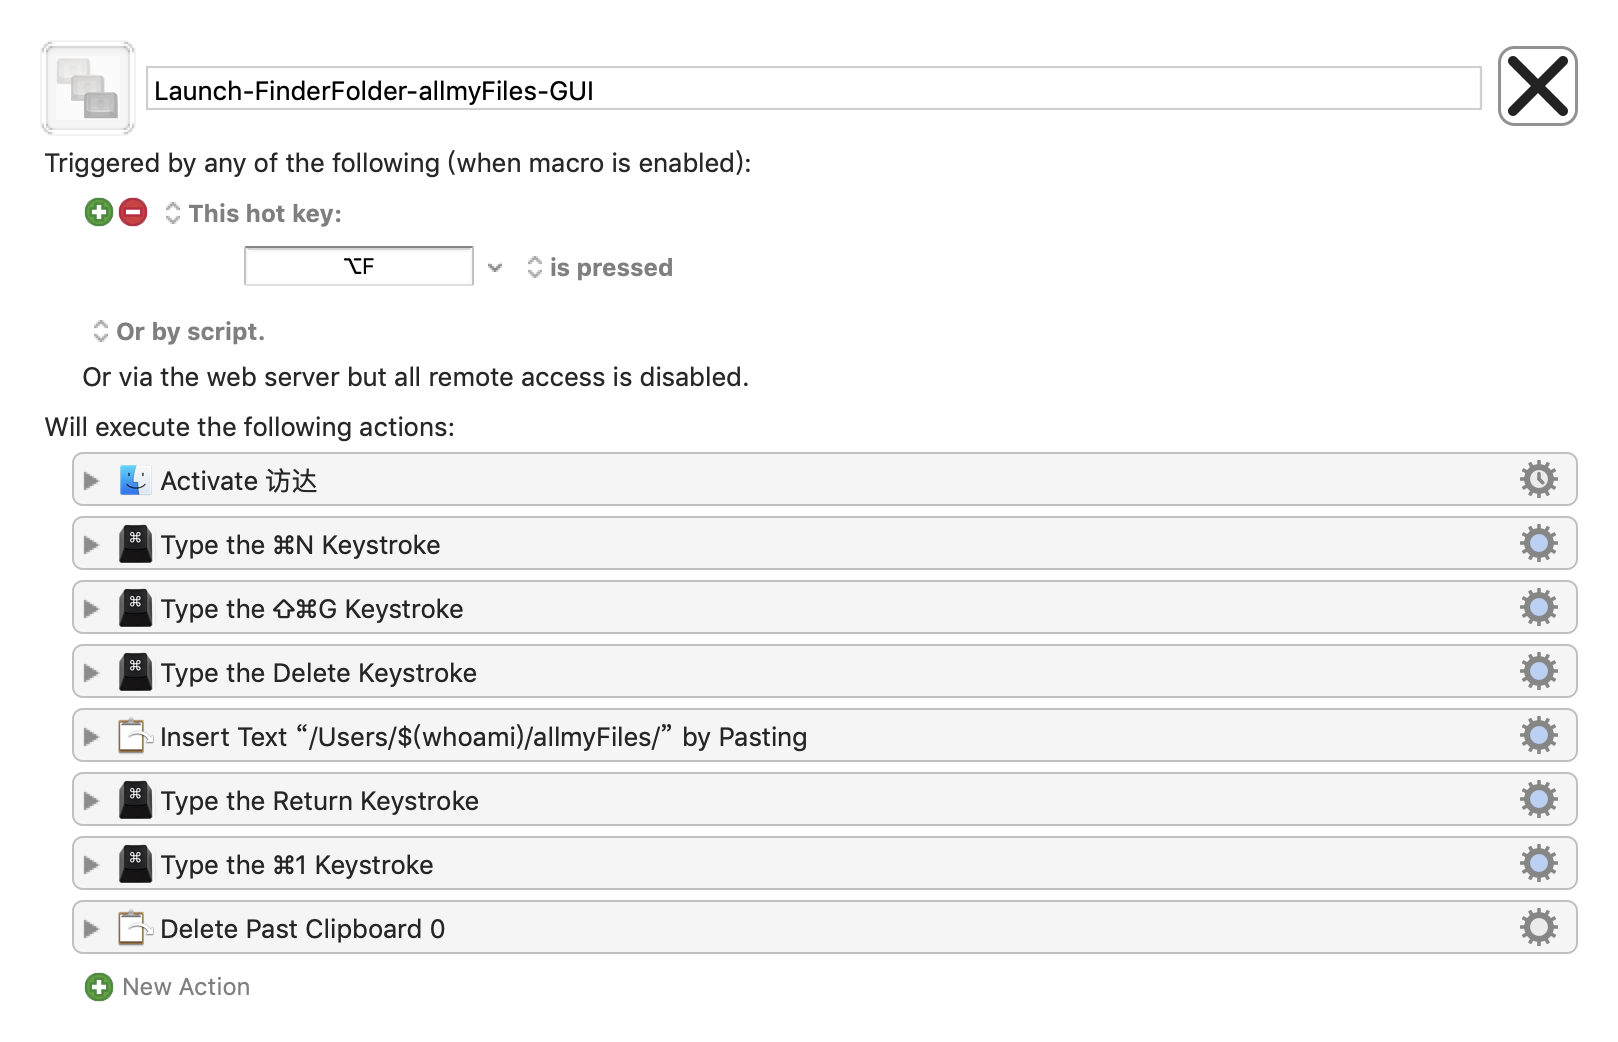 Launch-FinderFolder-allmyFiles-GUI
Triggered by any of the following (when macro is enabled):
This hot key:
⌥F
is pressed
Or by script.
Or via the web server but all remote access is disabled.
Will execute the following actions:
Activate 访达
⌘
Type the ⌘N Keystroke
⌘
Type the ⇧⌘G Keystroke
⌘
Type the Delete Keystroke
Insert Text “/Users/$(whoami)/allmyFiles/” by Pasting
⌘
Type the Return Keystroke
⌘
Type the ⌘1 Keystroke
Delete Past Clipboard 0
New Action